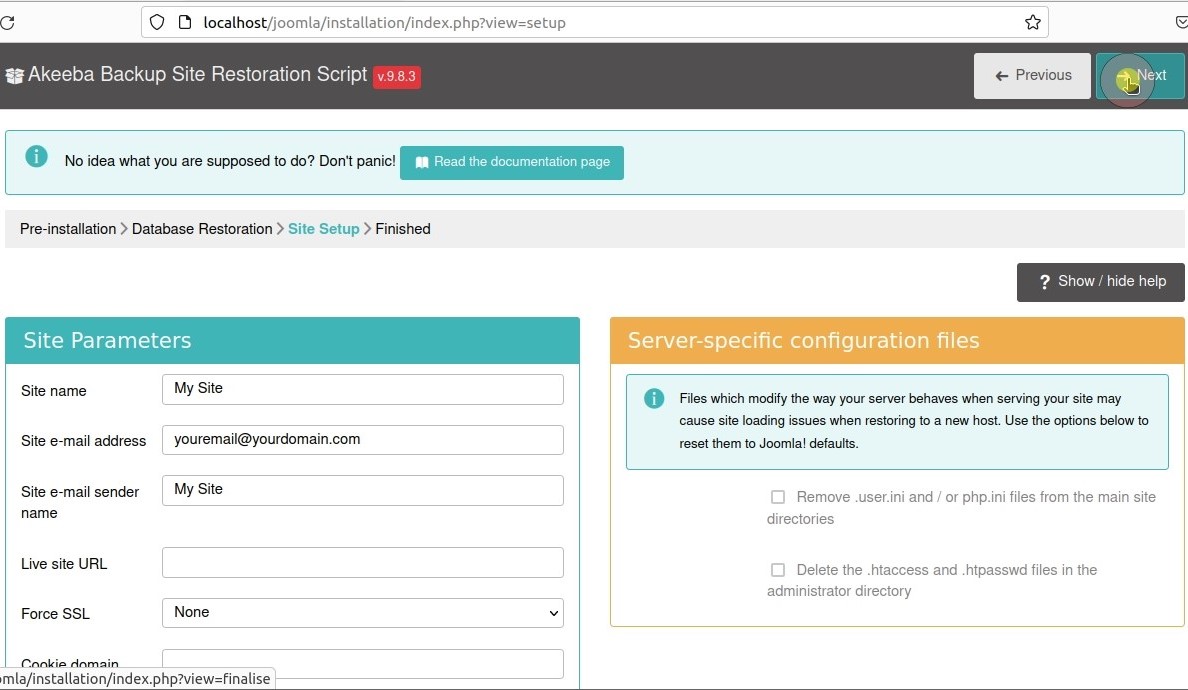 localhost/joomla/installation/index.php?view=setup
Akeeba Backup Site Restoration Script v.9.8.3
Previous
Next
No idea what you are supposed to do? Don't panic! Read the documentation page
Pre-installation > Database Restoration > Site Setup > Finished
? Show / hide help
Site Parameters
Site name
My Site
Site e-mail address
youremail@yourdomain.com
Site e-mail sender
name
My Site
Live site URL
Force SSL
None
Cookie domain
Server-specific configuration files
Files which modify the way your server behaves when serving your site may
cause site loading issues when restoring to a new host. Use the options below to
reset them to Joomla! defaults.
Remove .user.ini and / or php.ini files from the main site
directories
Delete the .htaccess and .htpasswd files in the
administrator directory
omla/installation/index.php?view=finalise